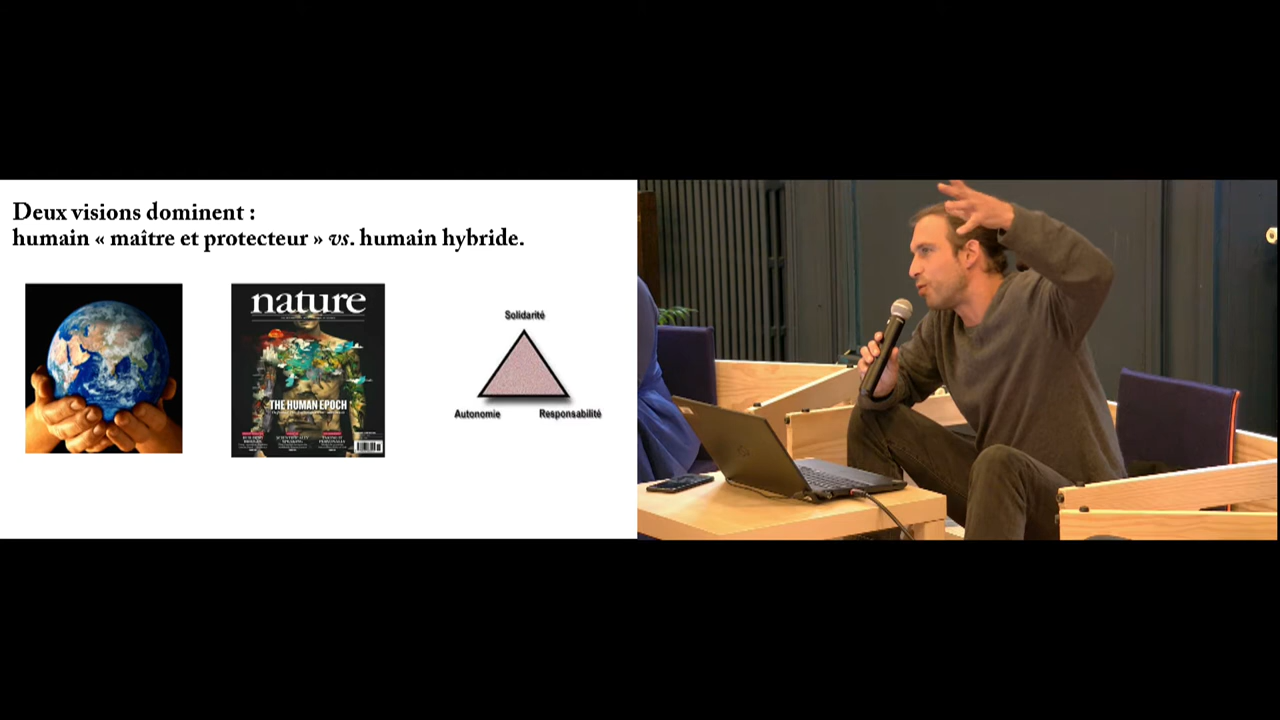 Deux visions dominent :
humain « maître et protecteur » vs. humain hybride.
nature
THE HUMAN EPOCH
Solidarité
Autonomie
Responsabilité